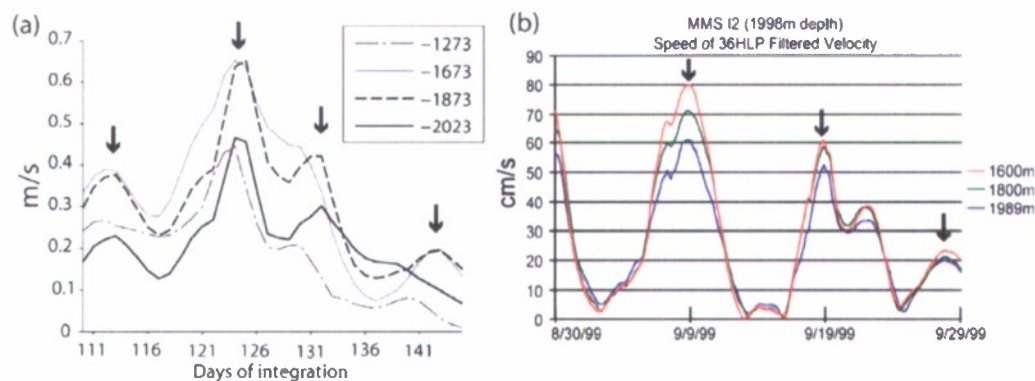 (a)
0.7
0.6
0.5
0.4
0.3
0.2
0.1
0
m/s
111 116 121 126 131 136 141
Days of integration
-1273
-1673
-1873
-2023
(b)
MMS I2 (1998m depth)
Speed of 36HLP Filtered Velocity
90
80
70
60
50
40
30
20
10
0
cm/s
8/30/99 9/9/99 9/19/99 9/29/99
1600m
1800m
1989m